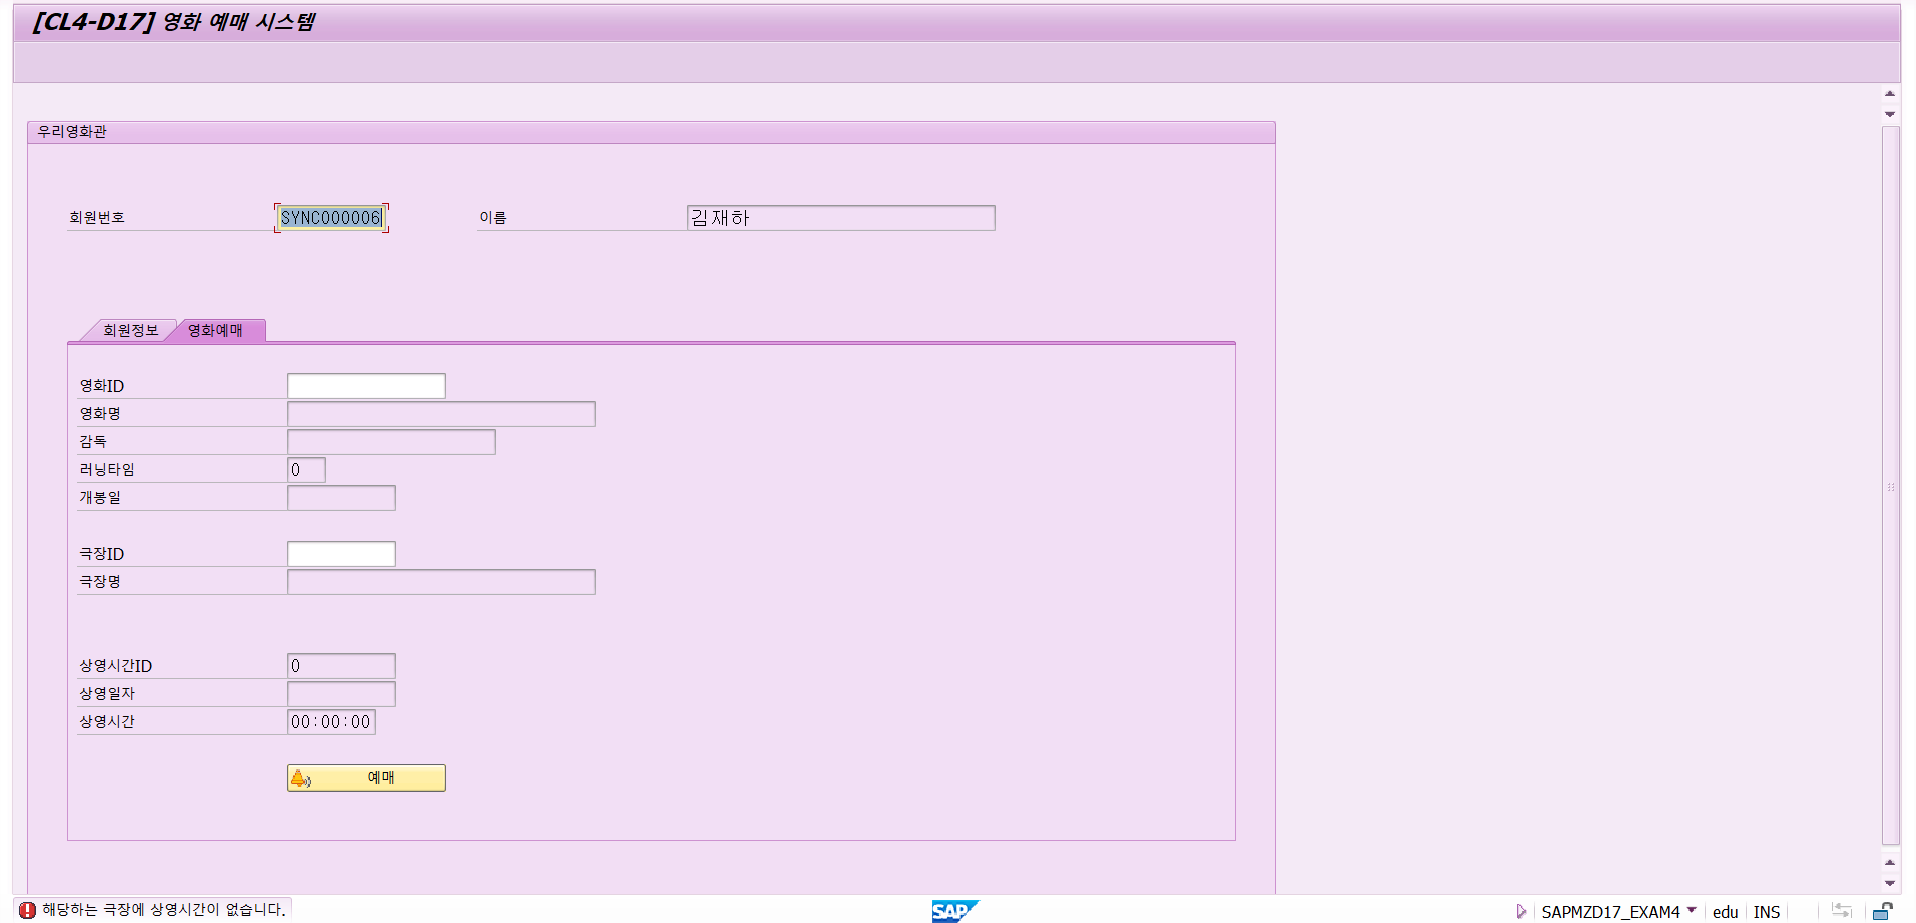 [CL4-D17] 영화 예매 시스템
우리영화관
회원번호 SYNC000006 이름 김재하
회원정보 영화예매
영화ID
영화명
감독
러닝타임 0
개봉일
극장ID
극장명
상영시간ID 0
상영일자
상영시간 00:00:00
예매
해당하는 극장에 상영시간이 없습니다. SAP SAPMZD17_EXAM4 edu INS